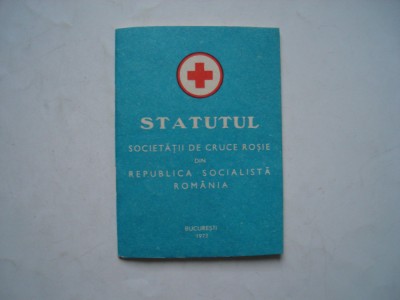 STATUTUL
SOCIETĂȚII DE CRUCE ROȘIE
DIN
REPUBLICA SOCIALISTĂ
ROMÂNIA
BUCUREȘTI